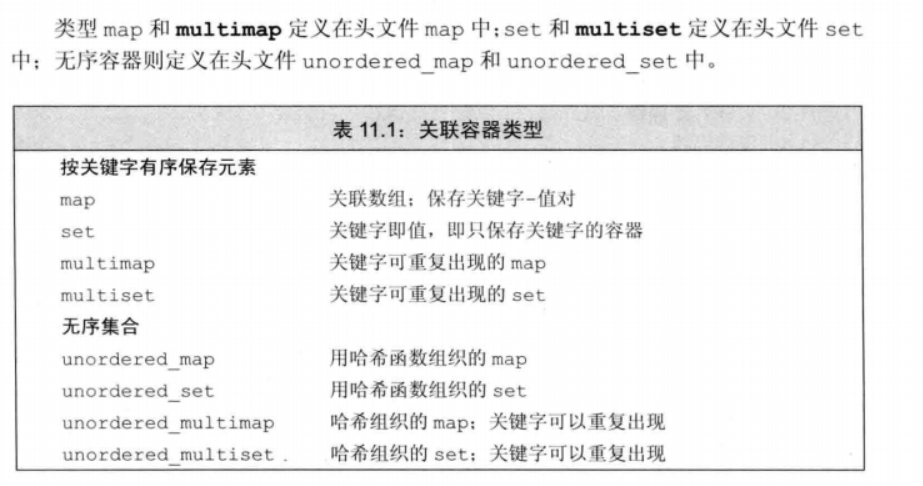 类型 map 和 multimap 定义在头文件 map 中;set 和 multiset 定义在头文件 set
中；无序容器则定义在头文件 unordered_map 和 unordered_set 中。
表 11.1：关联容器类型
按关键字有序保存元素
map 关联数组；保存关键字-值对
set 关键字即值，即只保存关键字的容器
multimap 关键字可重复出现的 map
multiset 关键字可重复出现的 set
无序集合
unordered_map 用哈希函数组织的 map
unordered_set 用哈希函数组织的 set
unordered_multimap 哈希组织的 map；关键字可以重复出现
unordered_multiset 哈希组织的 set；关键字可以重复出现